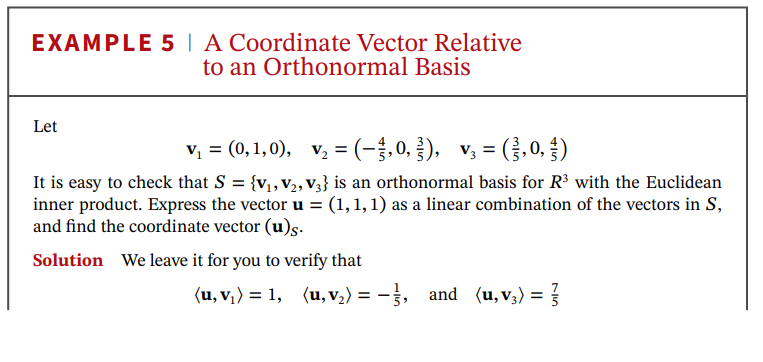 EXAMPLE 5 | A Coordinate Vector Relative
to an Orthonormal Basis
Let
v₁ = (0, 1, 0), v₂ = (−4/5, 0, 3/5), v₃ = (3/5, 0, 4/5)
It is easy to check that S = {v₁, v₂, v₃} is an orthonormal basis for R³ with the Euclidean
inner product. Express the vector u = (1, 1, 1) as a linear combination of the vectors in S,
and find the coordinate vector (u)ₛ.
Solution We leave it for you to verify that
⟨u, v₁⟩ = 1, ⟨u, v₂⟩ = −1/5, and ⟨u, v₃⟩ = 7/5